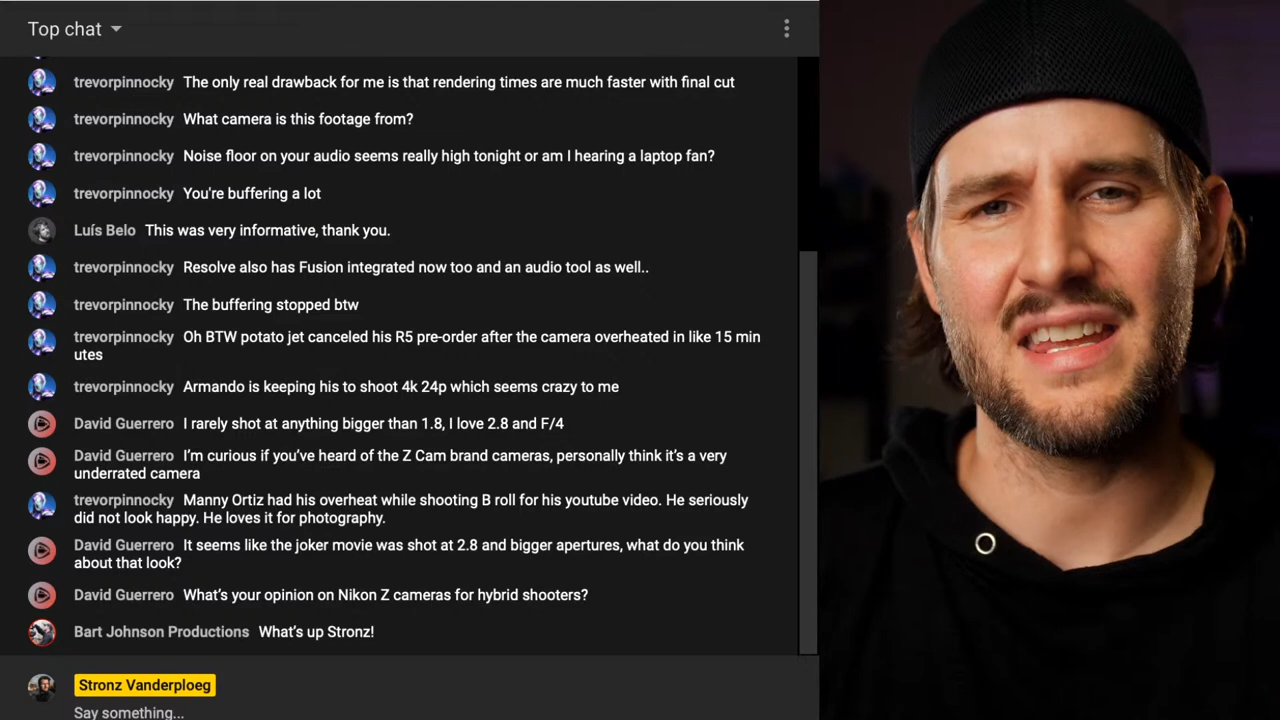 Top chat
trevorpinnocky The only real drawback for me is that rendering times are much faster with final cut
trevorpinnocky What camera is this footage from?
trevorpinnocky Noise floor on your audio seems really high tonight or am I hearing a laptop fan?
trevorpinnocky You're buffering a lot
Luís Belo This was very informative, thank you.
trevorpinnocky Resolve also has Fusion integrated now too and an audio tool as well..
trevorpinnocky The buffering stopped btw
trevorpinnocky Oh BTW potato jet canceled his R5 pre-order after the camera overheated in like 15 min
utes
trevorpinnocky Armando is keeping his to shoot 4k 24p which seems crazy to me
David Guerrero I rarely shot at anything bigger than 1.8, I love 2.8 and F/4
David Guerrero I'm curious if you've heard of the Z Cam brand cameras, personally think it's a very
underrated camera
trevorpinnocky Manny Ortiz had his overheat while shooting B roll for his youtube video. He seriously
did not look happy. He loves it for photography.
David Guerrero It seems like the joker movie was shot at 2.8 and bigger apertures, what do you think
about that look?
David Guerrero What's your opinion on Nikon Z cameras for hybrid shooters?
Bart Johnson Productions What's up Stronz!
Stronz Vanderploeg
Say something...